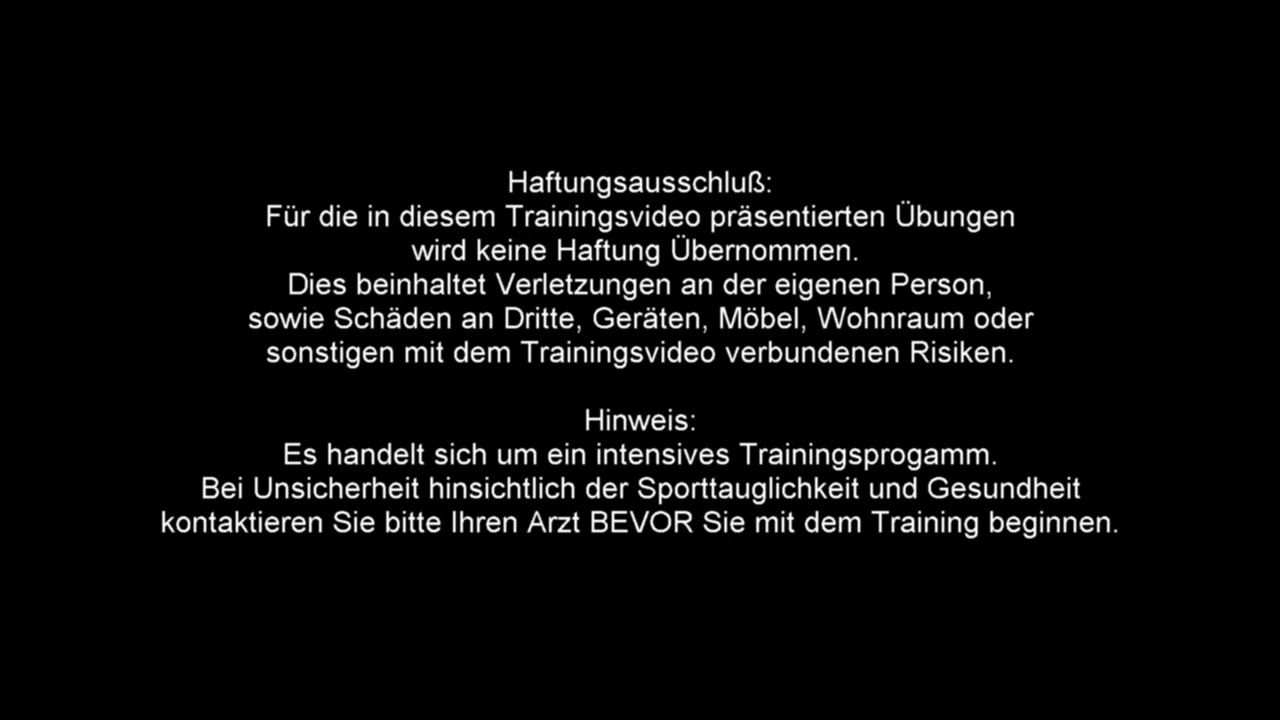 Haftungsausschluß:
Für die in diesem Trainingsvideo präsentierten Übungen
wird keine Haftung Übernommen.
Dies beinhaltet Verletzungen an der eigenen Person,
sowie Schäden an Dritte, Geräten, Möbel, Wohnraum oder
sonstigen mit dem Trainingsvideo verbundenen Risiken.
Hinweis:
Es handelt sich um ein intensives Trainingsprogamm.
Bei Unsicherheit hinsichtlich der Sporttauglichkeit und Gesundheit
kontaktieren Sie bitte Ihren Arzt BEVOR Sie mit dem Training beginnen.